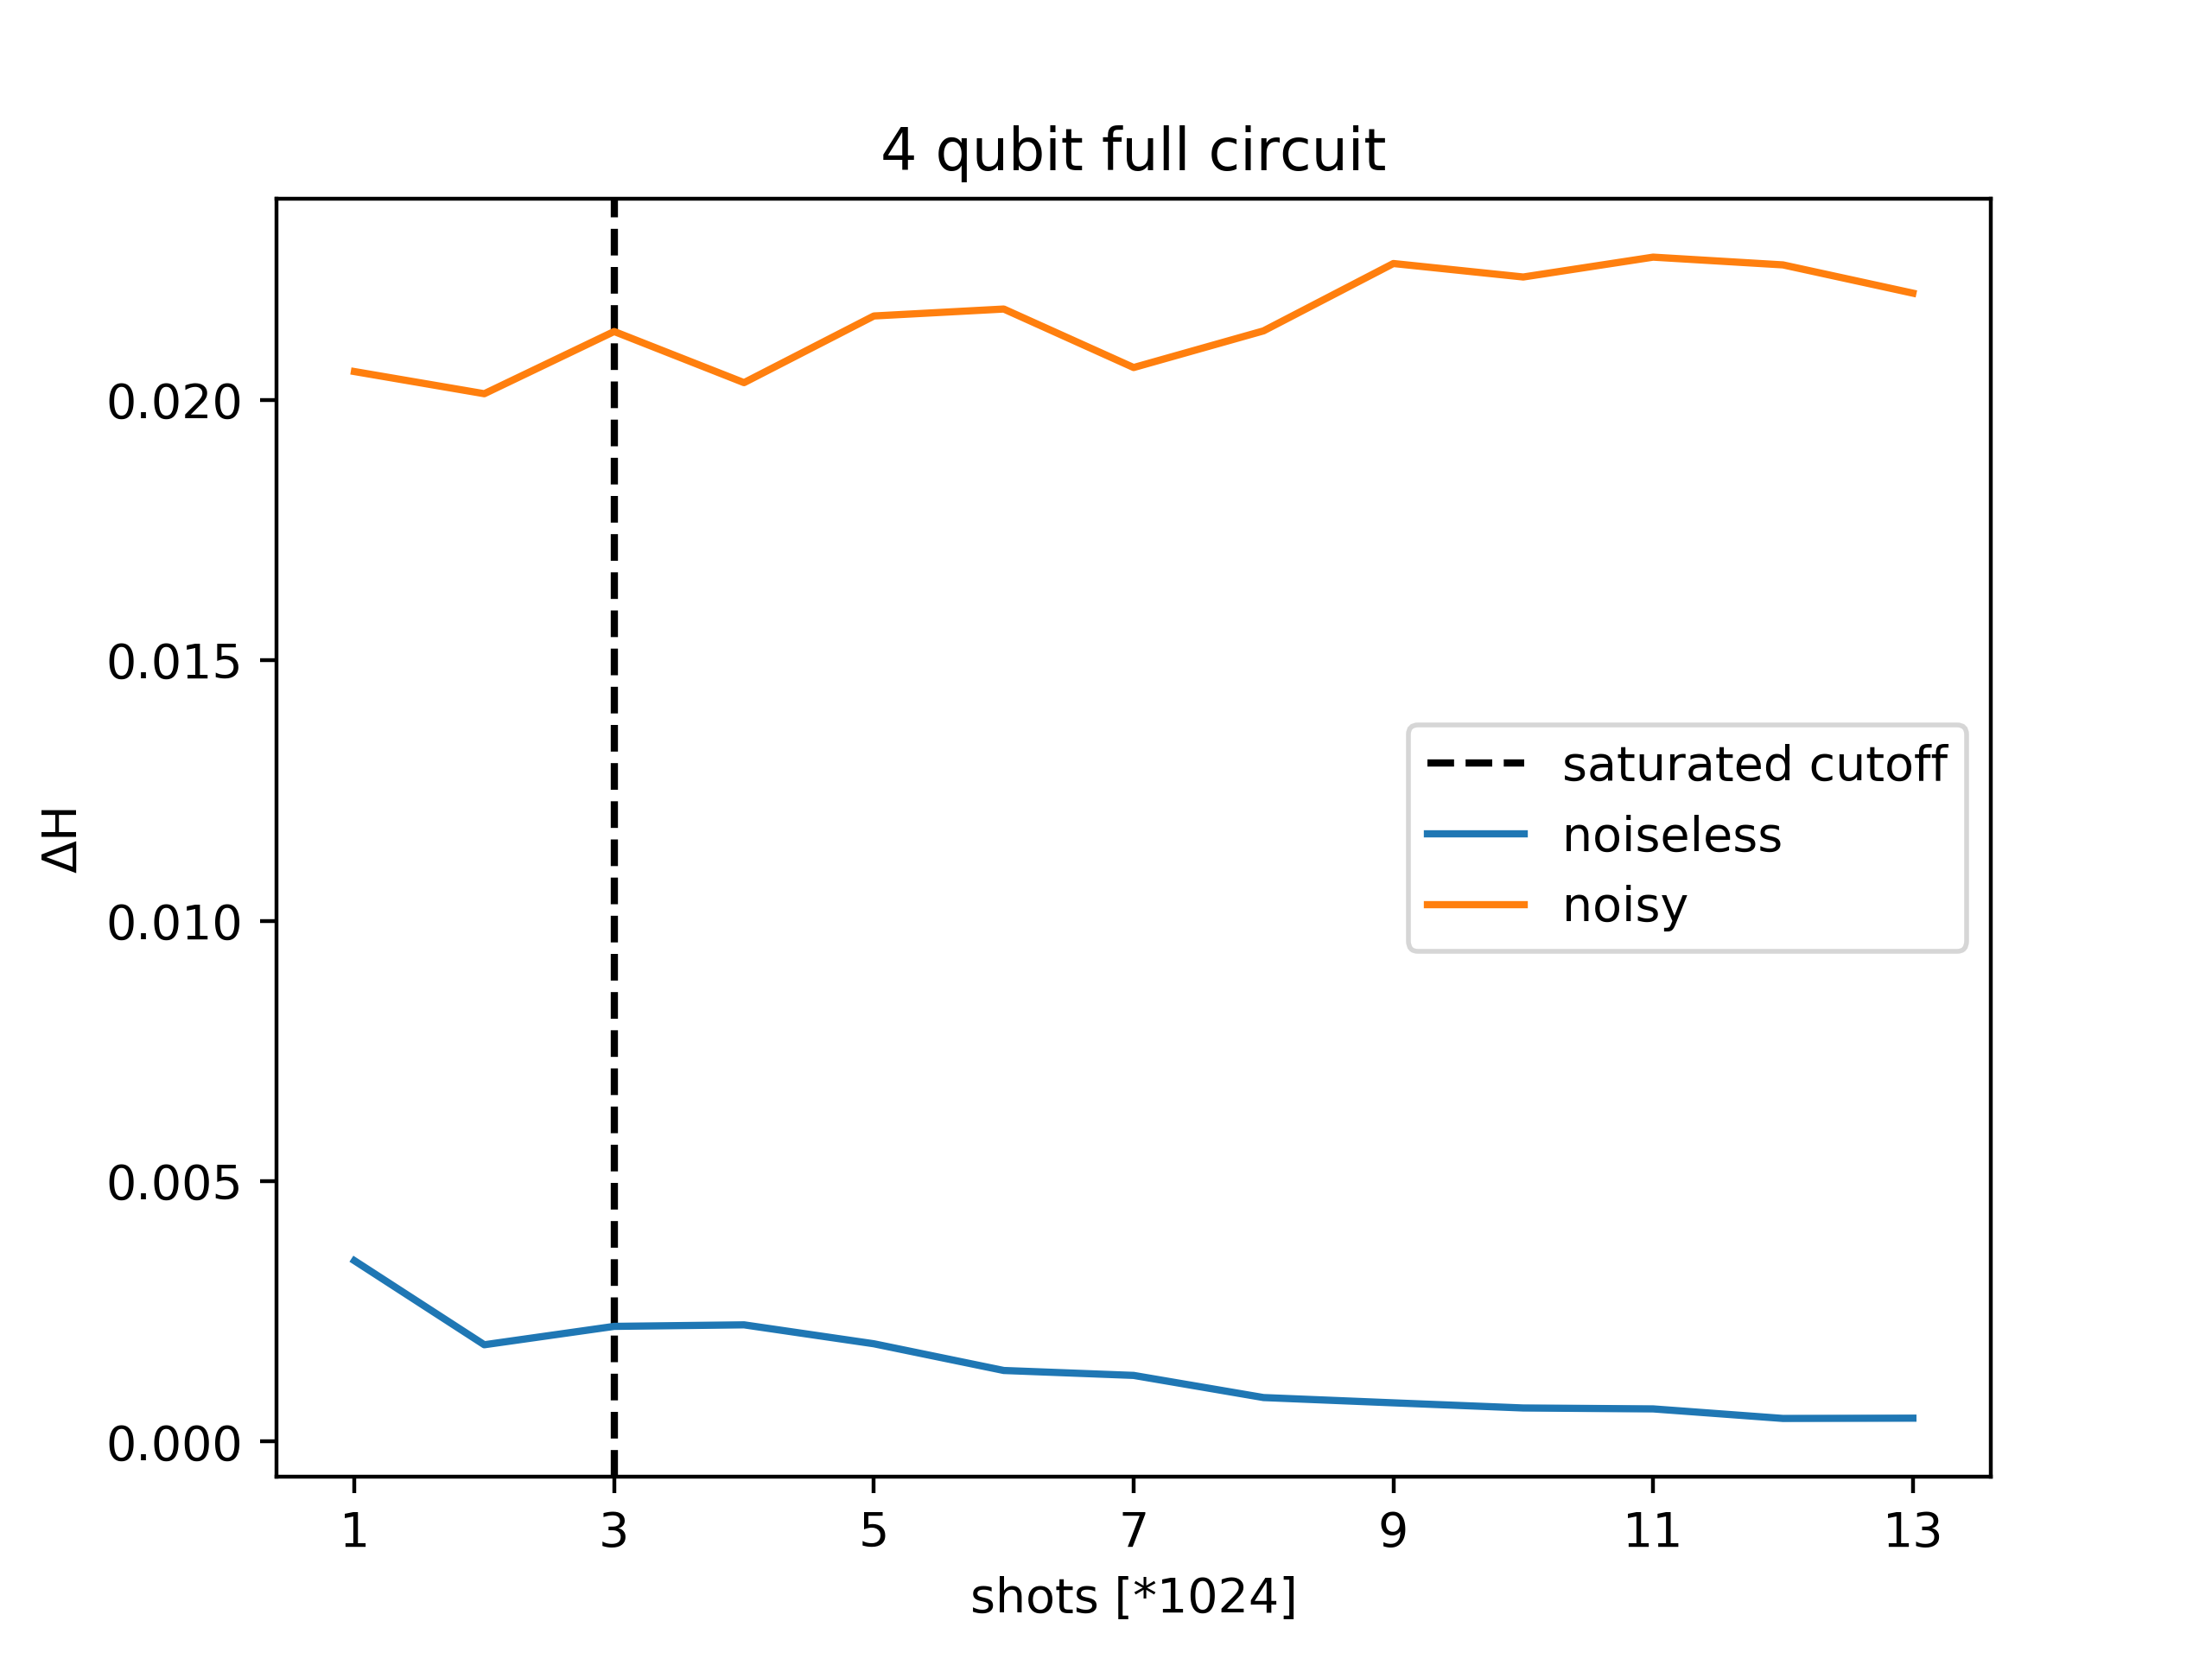 4 qubit full circuit
0.020
0.015
0.010
0.005
0.000
ΔH
saturated cutoff
noiseless
noisy
1 3 5 7 9 11 13
shots [*1024]